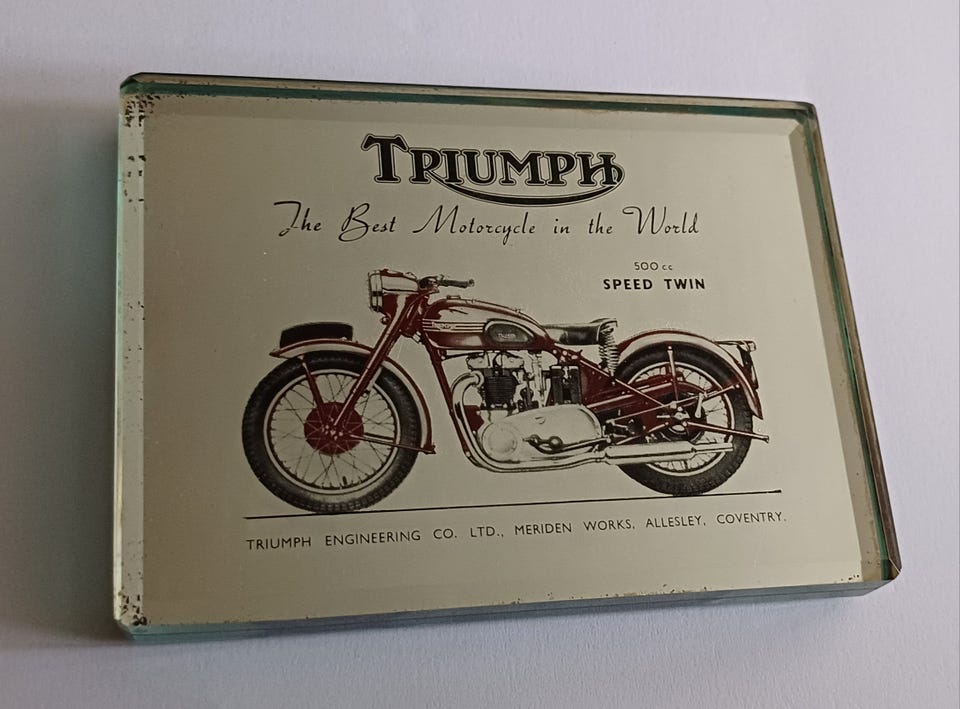 TRIUMPH
The Best Motorcycle in the World
500 cc
SPEED TWIN
TRIUMPH
TRIUMPH ENGINEERING CO. LTD., MERIDEN WORKS, ALLESLEY, COVENTRY.